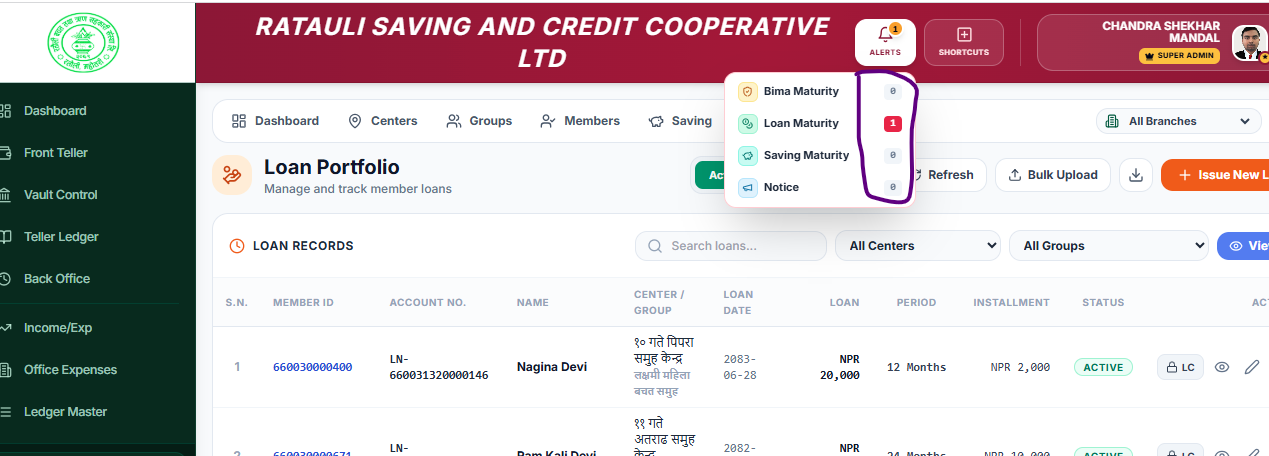 RATAULI SAVING AND CREDIT COOPERATIVE
LTD
1
ALERTS
SHORTCUTS
CHANDRA SHEKHAR
MANDAL
SUPER ADMIN
Dashboard
Front Teller
Vault Control
Teller Ledger
Back Office
Income/Exp
Office Expenses
Ledger Master
Dashboard
Centers
Groups
Members
Saving
All Branches
Bima Maturity 0
Loan Maturity 1
Saving Maturity 0
Notice 0
Loan Portfolio
Manage and track member loans
Refresh
Bulk Upload
Issue New L
LOAN RECORDS
Search loans...
All Centers
All Groups
S.N. MEMBER ID ACCOUNT NO. NAME CENTER / GROUP LOAN DATE LOAN PERIOD INSTALLMENT STATUS
1 660030000400
LN-
660031320000146
Nagina Devi
१० गते पिपरा
समुह केन्द्र
लक्ष्मी महिला
बचत समुह
2083-
06-28
NPR
20,000
12 Months
NPR 2,000
ACTIVE
LC
११ गते
अतराढ समुह
LN-
2082-
NPR